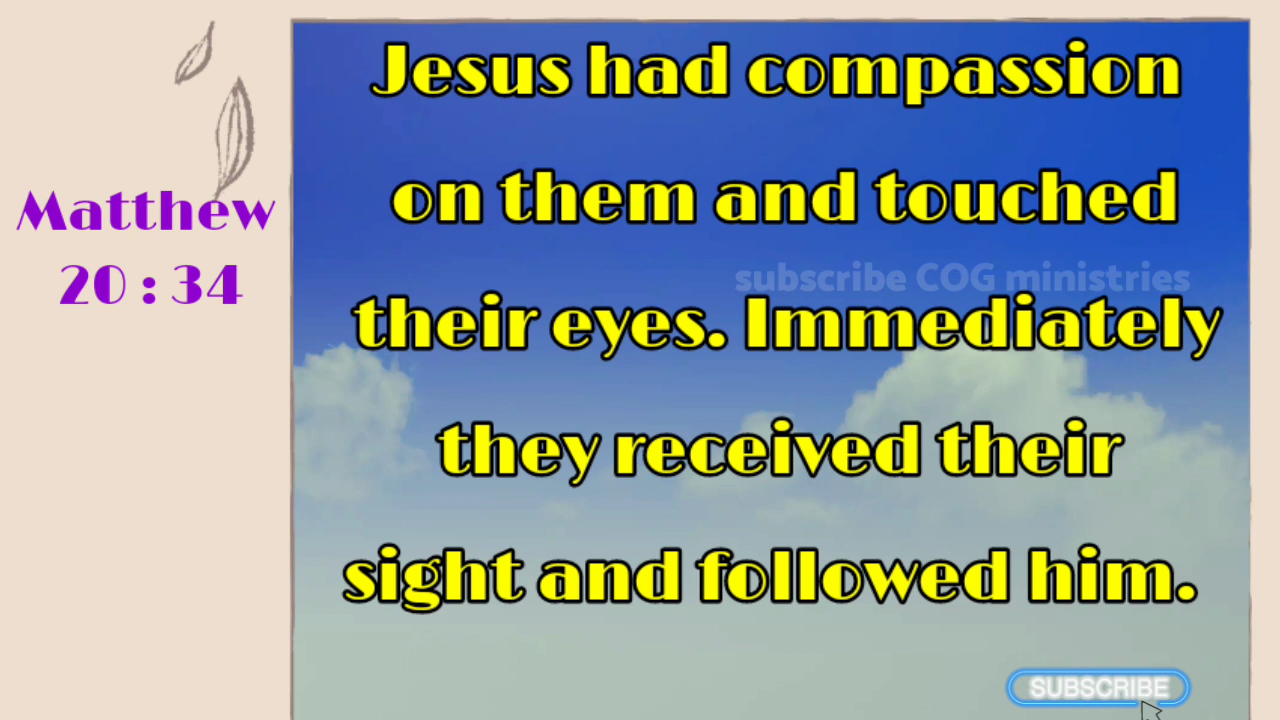 Matthew
20 : 34
Jesus had compassion
on them and touched
subscribe COG ministries
their eyes. Immediately
they received their
sight and followed him.
SUBSCRIBE